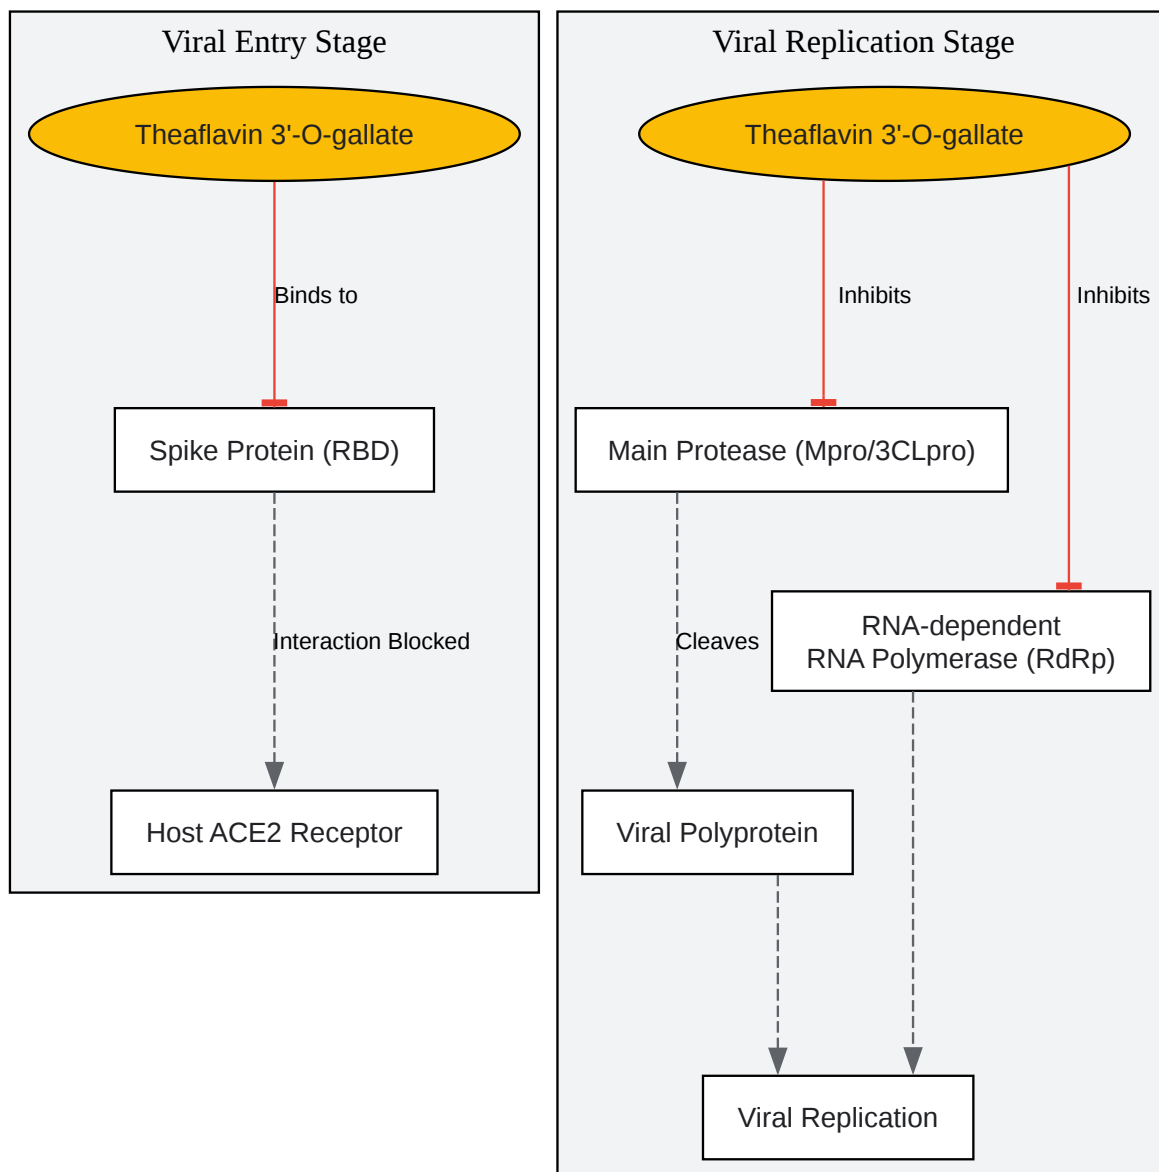 Viral Entry Stage
Theaflavin 3'-O-gallate
Binds to
Spike Protein (RBD)
Interaction Blocked
Host ACE2 Receptor
Viral Replication Stage
Theaflavin 3'-O-gallate
Inhibits
Inhibits
Main Protease (Mpro/3CLpro)
RNA-dependent
RNA Polymerase (RdRp)
Cleaves
Viral Polyprotein
Viral Replication